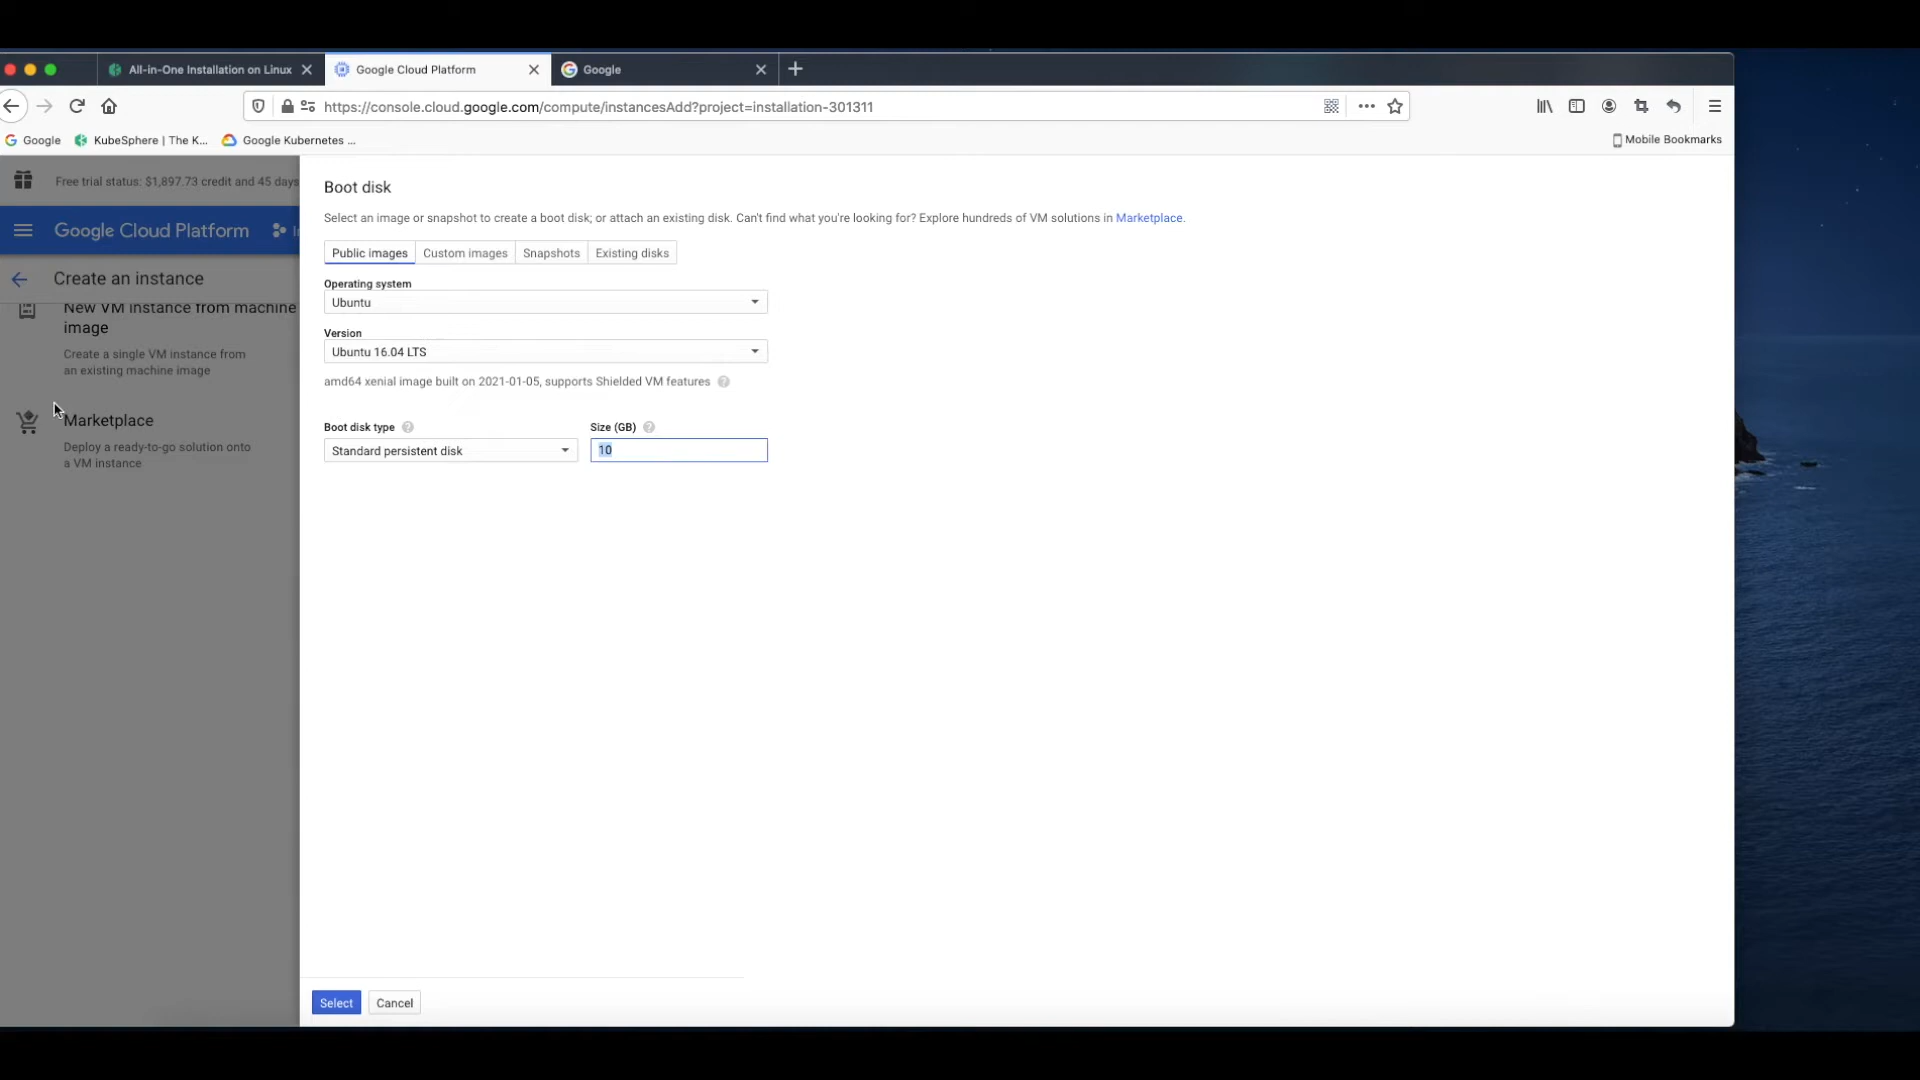 All-in-One Installation on Linux
Google Cloud Platform
Google
https://console.cloud.google.com/compute/instancesAdd?project=installation-301311
Google
KubeSphere | The K...
Google Kubernetes ...
Mobile Bookmarks
Free trial status: $1,897.73 credit and 45 days
Google Cloud Platform
Create an instance
New VM instance from machine
image
Create a single VM instance from
an existing machine image
Marketplace
Deploy a ready-to-go solution onto
a VM instance
Boot disk
Select an image or snapshot to create a boot disk; or attach an existing disk. Can't find what you're looking for? Explore hundreds of VM solutions in Marketplace.
Public images
Custom images
Snapshots
Existing disks
Operating system
Ubuntu
Version
Ubuntu 16.04 LTS
amd64 xenial image built on 2021-01-05, supports Shielded VM features
Boot disk type
Size (GB)
Standard persistent disk
10
Select
Cancel